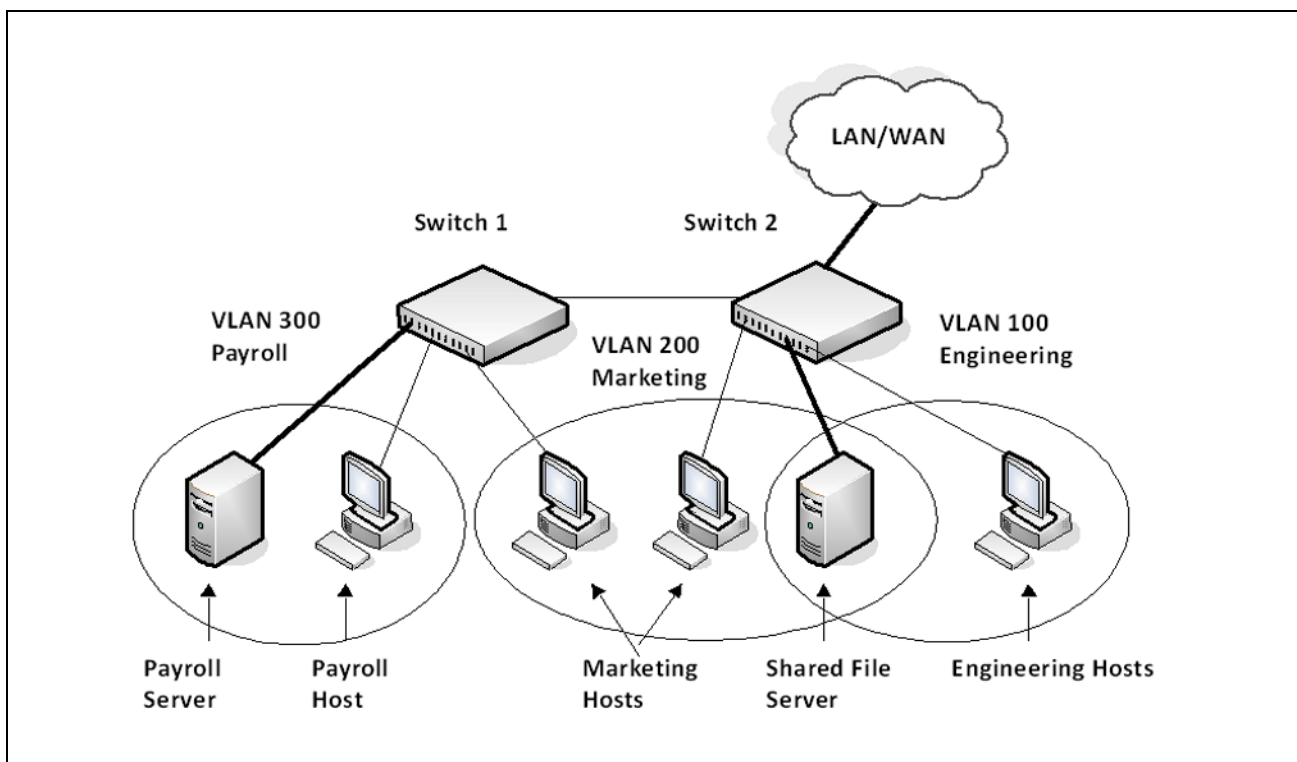 LAN/WAN
Switch 1
Switch 2
VLAN 300
Payroll
VLAN 200
Marketing
VLAN 100
Engineering
Payroll
Server
Payroll
Host
Marketing
Hosts
Shared File
Server
Engineering Hosts